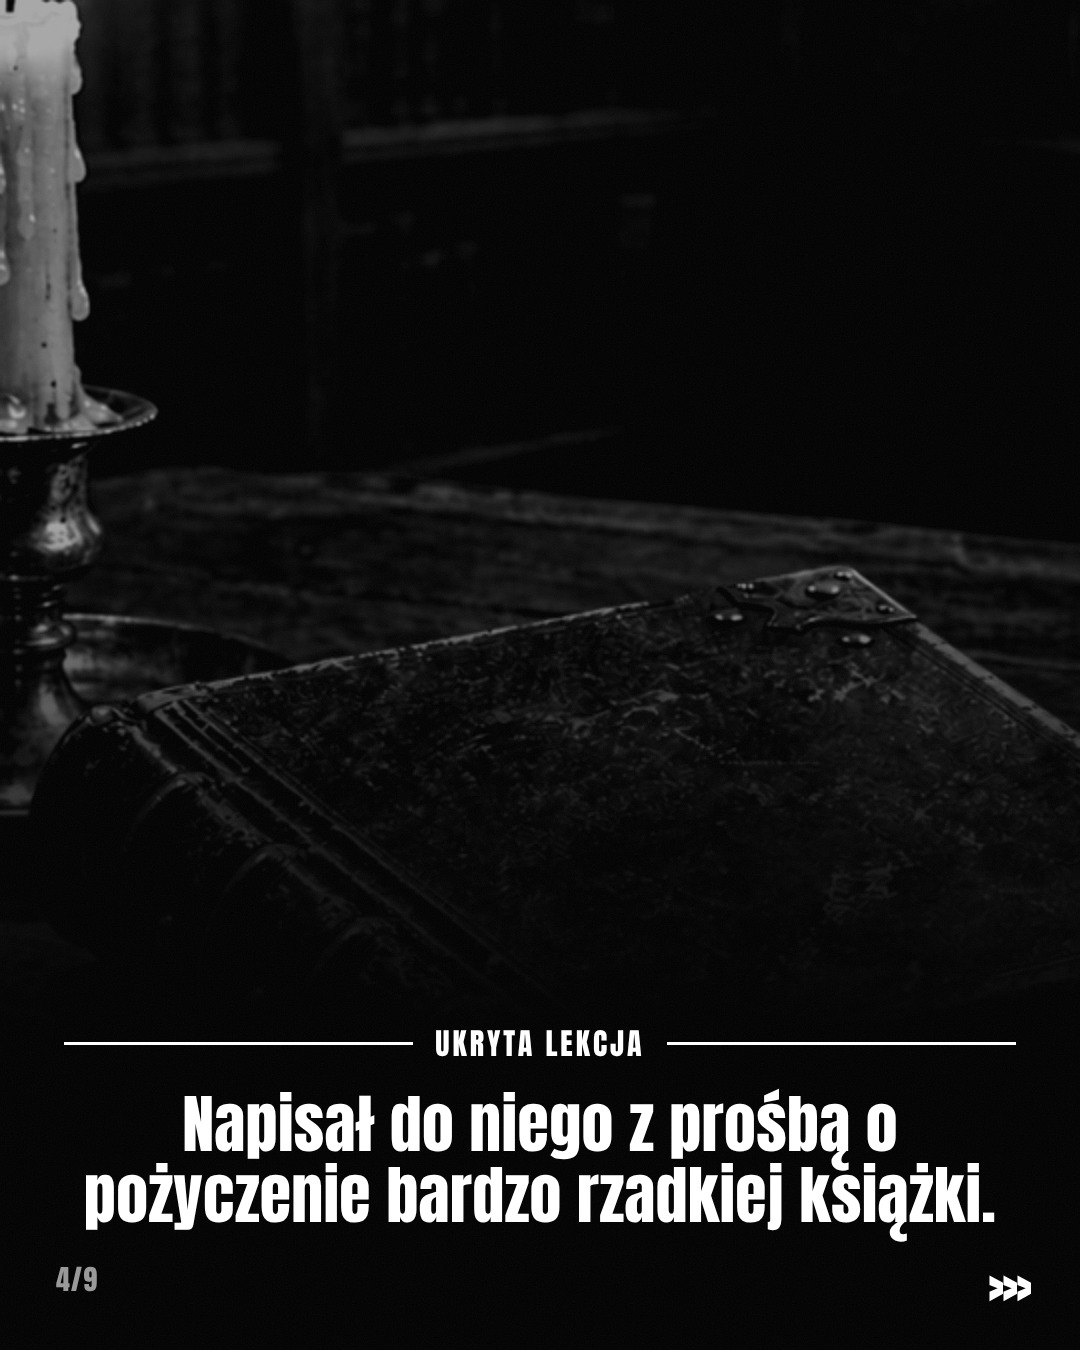 UKRYTA LEKCJA
Napisał do niego z prośbą o
pożyczenie bardzo rzadkiej książki.
4/9
>>>